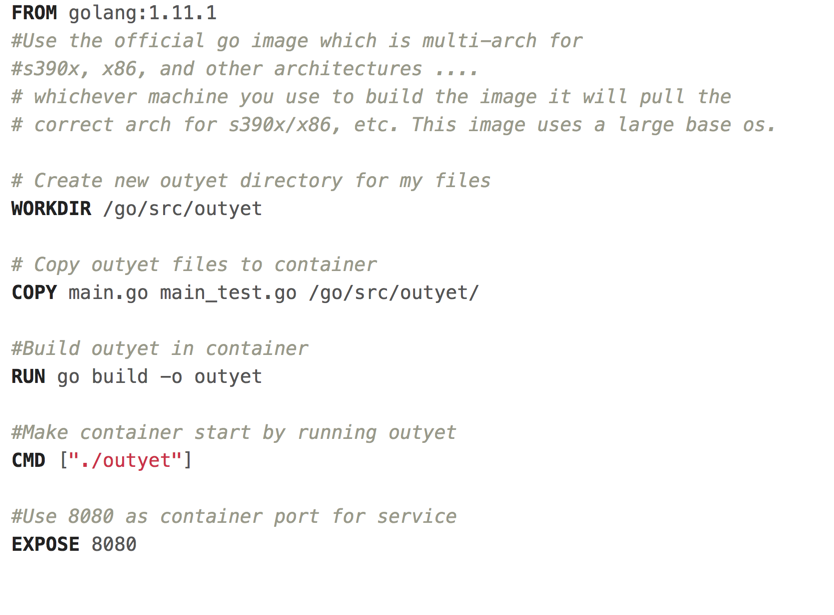 FROM golang:1.11.1
#Use the official go image which is multi-arch for
#s390x, x86, and other architectures ....
# whichever machine you use to build the image it will pull the
# correct arch for s390x/x86, etc. This image uses a large base os.
# Create new outyet directory for my files
WORKDIR /go/src/outyet
# Copy outyet files to container
COPY main.go main_test.go /go/src/outyet/
#Build outyet in container
RUN go build -o outyet
#Make container start by running outyet
CMD ["./outyet"]
#Use 8080 as container port for service
EXPOSE 8080